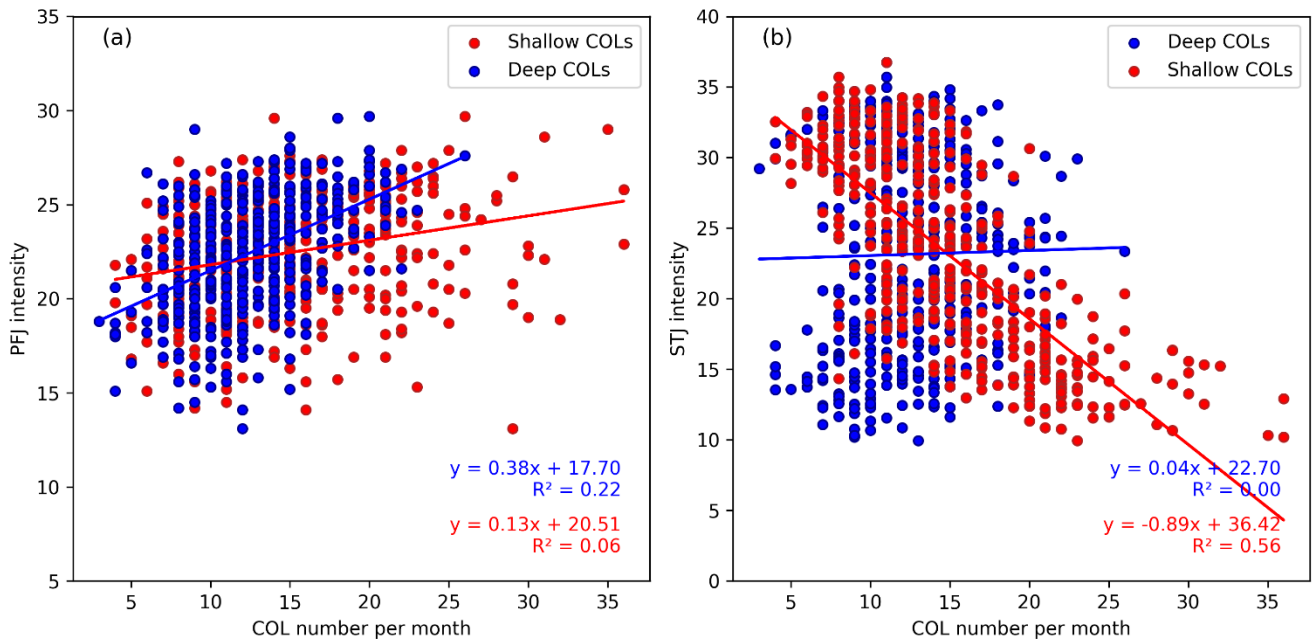 (a)
Shallow COLs
Deep COLs
PFJ intensity
35
30
25
20
15
10
5
y = 0.38x + 17.70
R² = 0.22
y = 0.13x + 20.51
R² = 0.06
5
10
15
20
25
30
35
COL number per month
(b)
Deep COLs
Shallow COLs
STJ intensity
40
35
30
25
20
15
10
5
0
y = 0.04x + 22.70
R² = 0.00
y = -0.89x + 36.42
R² = 0.56
5
10
15
20
25
30
35
COL number per month